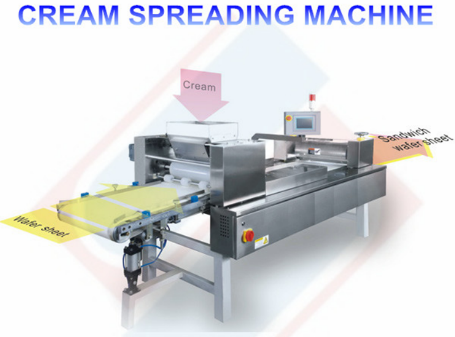 CREAM SPREADING MACHINE
Cream
Sandwich
wafer sheet
Wafer sheet